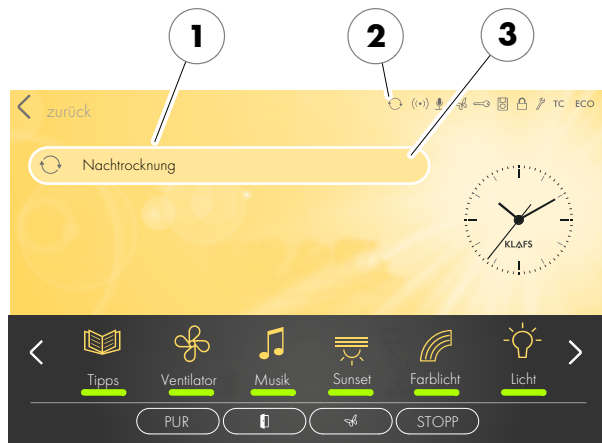 1 2 3
zurück
TC ECO
Nachtrocknung
KLAFS
Tipps Ventilator Musik Sunset Farblicht Licht
PUR STOPP